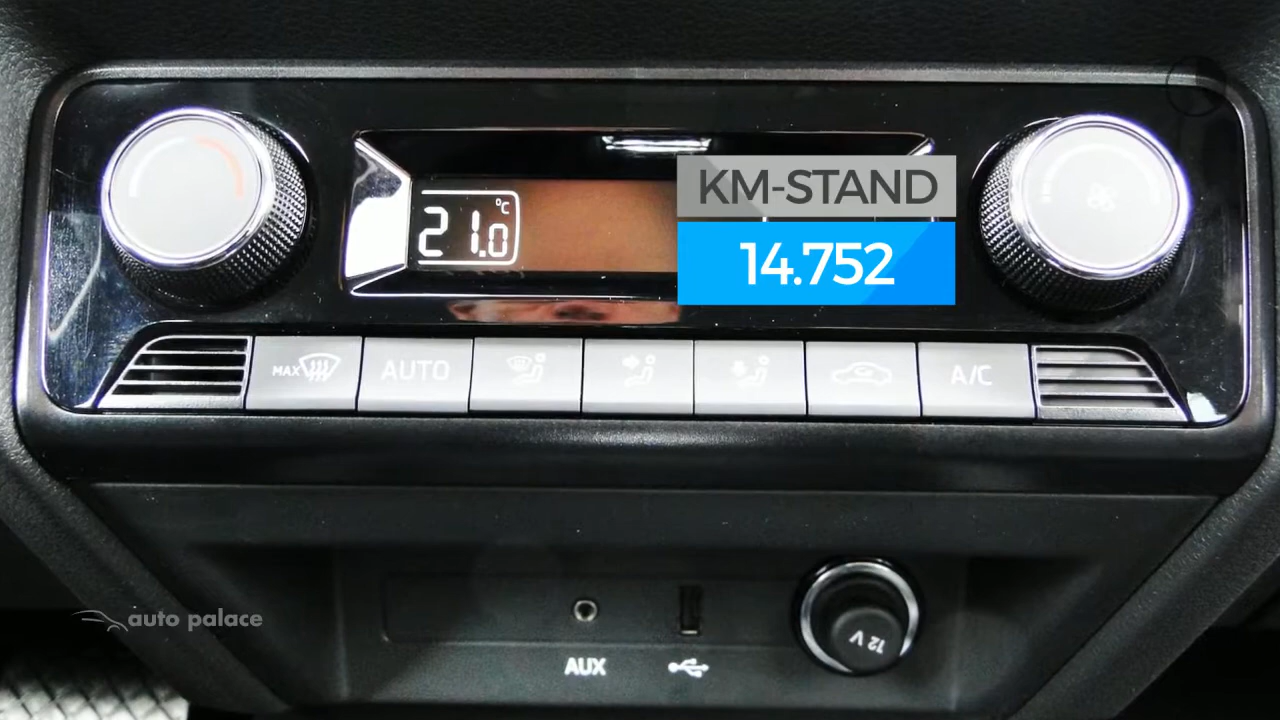 KM-STAND
14.752
°C
21.0
MAX
AUTO
A/C
12 V
AUX
auto palace